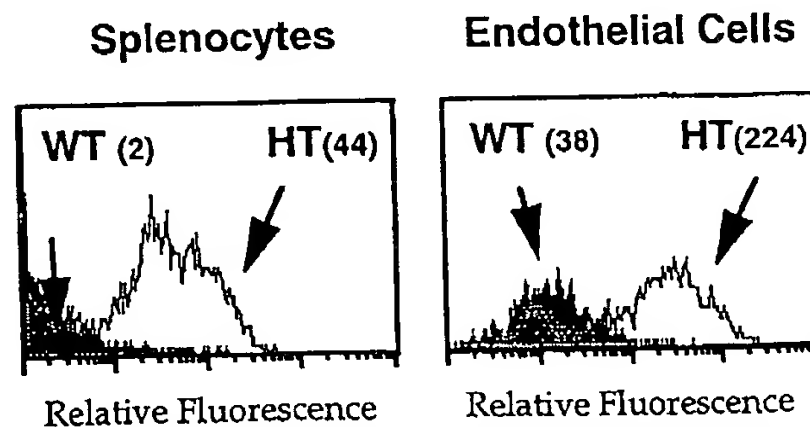 Splenocytes
WT (2) HT(44)
Relative Fluorescence
Endothelial Cells
WT (38) HT(224)
Relative Fluorescence